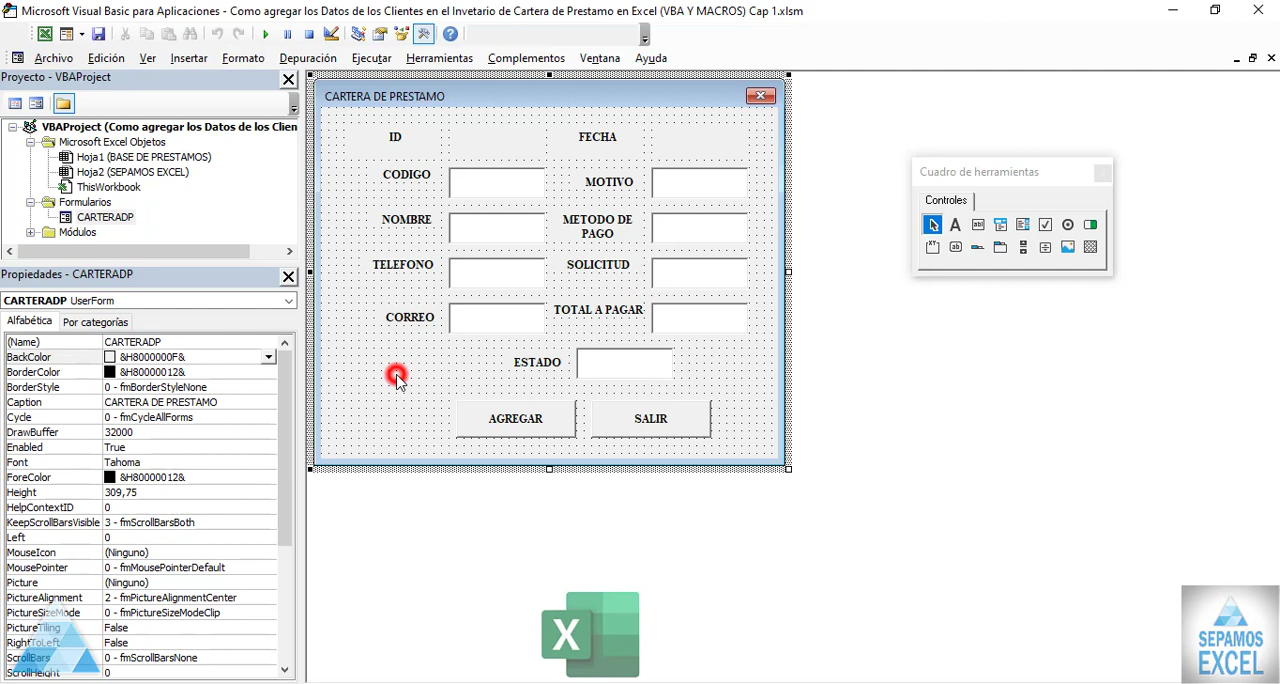 Microsoft Visual Basic para Aplicaciones - Como agregar los Datos de los Clientes en el Invetario de Cartera de Prestamo en Excel (VBA Y MACROS) Cap 1.xlsm
Archivo Edición Ver Insertar Formato Depuración Ejecutar Herramientas Complementos Ventana Ayuda
Proyecto - VBAProject
VBAProject (Como agregar los Datos de los Clien
Microsoft Excel Objetos
Hoja1 (BASE DE PRESTAMOS)
Hoja2 (SEPAMOS EXCEL)
ThisWorkbook
Formularios
CARTERADP
Módulos
Propiedades - CARTERADP
CARTERADP UserForm
Alfabética Por categorías
(Name) CARTERADP
BackColor &H8000000F&
BorderColor &H80000012&
BorderStyle 0 - fmBorderStyleNone
Caption CARTERA DE PRESTAMO
Cycle 0 - fmCycleAllForms
DrawBuffer 32000
Enabled True
Font Tahoma
ForeColor &H80000012&
Height 309,75
HelpContextID 0
KeepScrollBarsVisible 3 - fmScrollBarsBoth
Left 0
MouseIcon (Ninguno)
MousePointer 0 - fmMousePointerDefault
Picture (Ninguno)
PictureAlignment 2 - fmPictureAlignmentCenter
PictureSizeMode 0 - fmPictureSizeModeClip
PictureTiling False
RightToLeft False
ScrollBars 0 - fmScrollBarsNone
ScrollHeight 0
CARTERA DE PRESTAMO
ID FECHA
CODIGO MOTIVO
NOMBRE METODO DE
PAGO
TELEFONO SOLICITUD
CORREO TOTAL A PAGAR
ESTADO
AGREGAR SALIR
Cuadro de herramientas
Controles
X
SEPAMOS
EXCEL